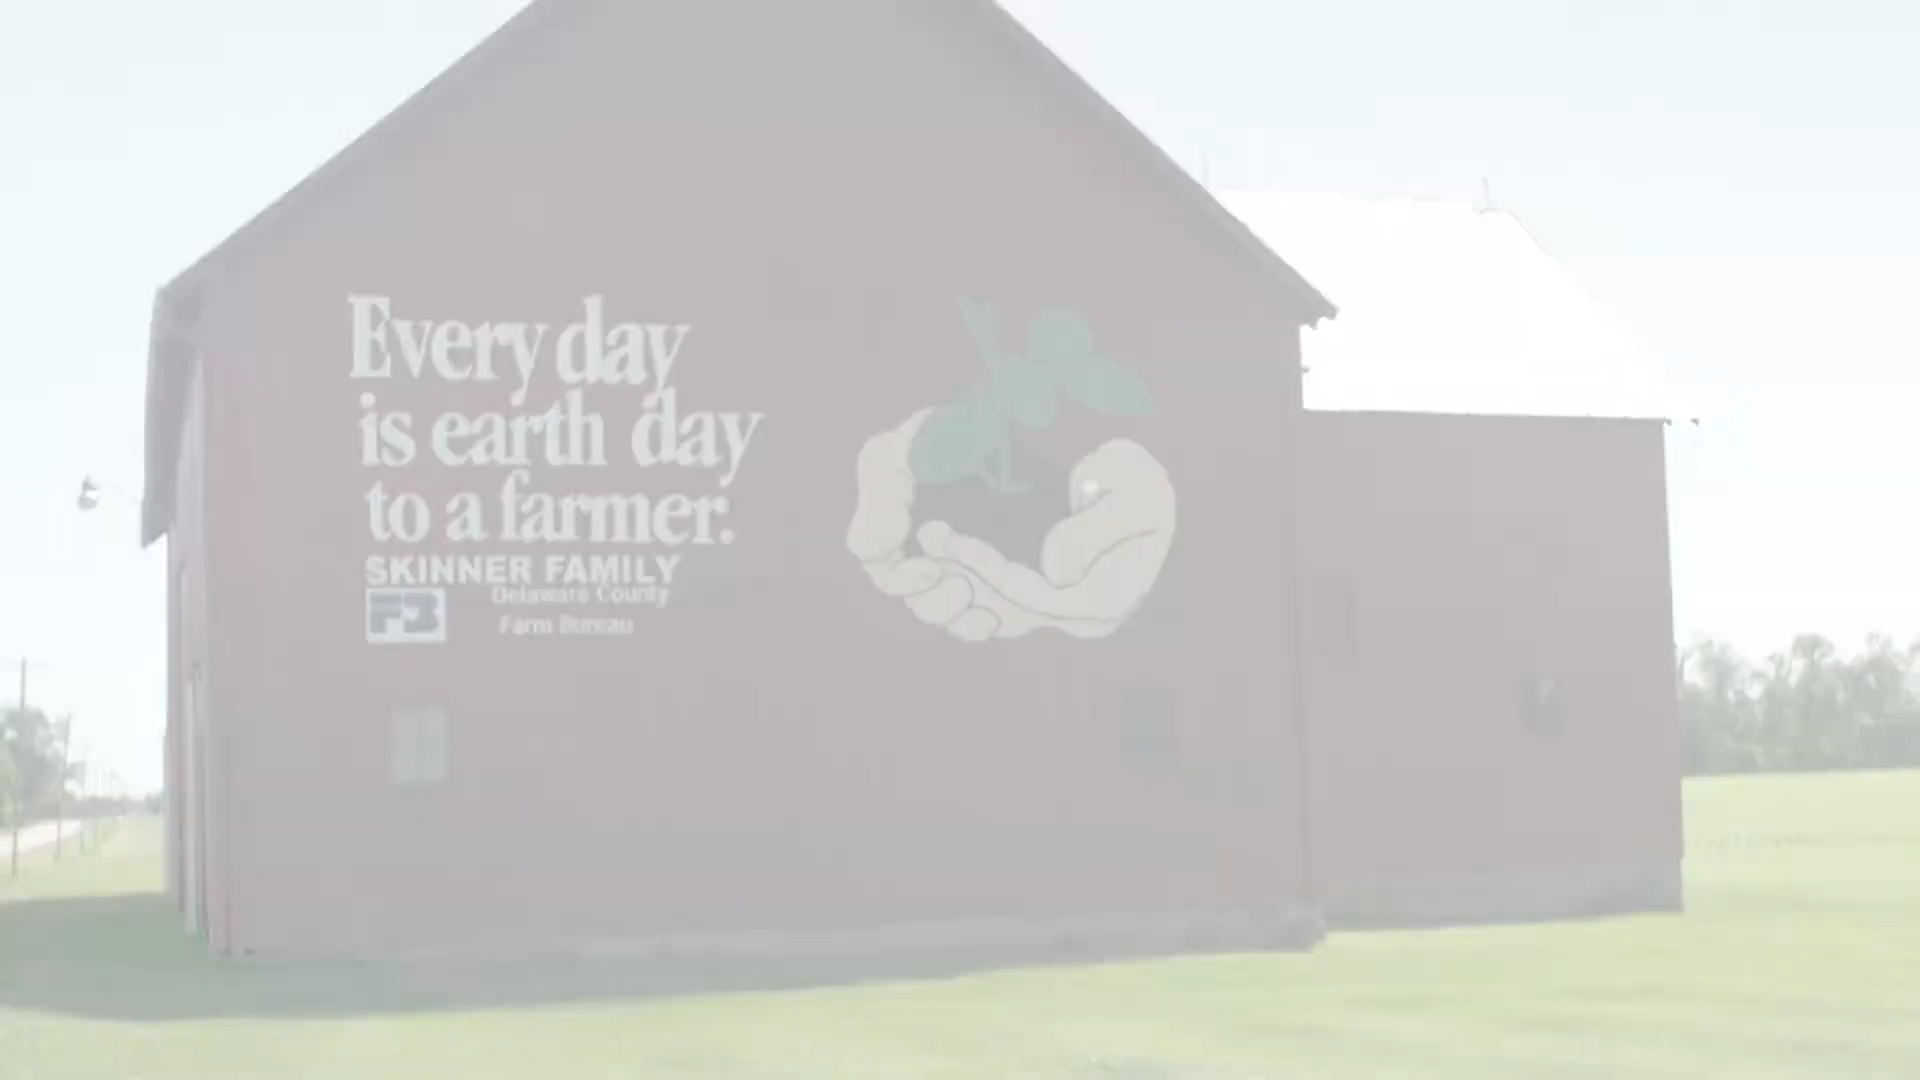 Every day
is earth day
to a farmer.
SKINNER FAMILY
Delaware County
FB
Farm Bureau